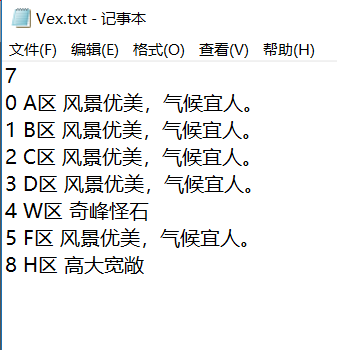 Vex.txt - 记事本
文件(F) 编辑(E) 格式(O) 查看(V) 帮助(H)
7
0 A区 风景优美，气候宜人。
1 B区 风景优美，气候宜人。
2 C区 风景优美，气候宜人。
3 D区 风景优美，气候宜人。
4 W区 奇峰怪石
5 F区 风景优美，气候宜人。
8 H区 高大宽敞